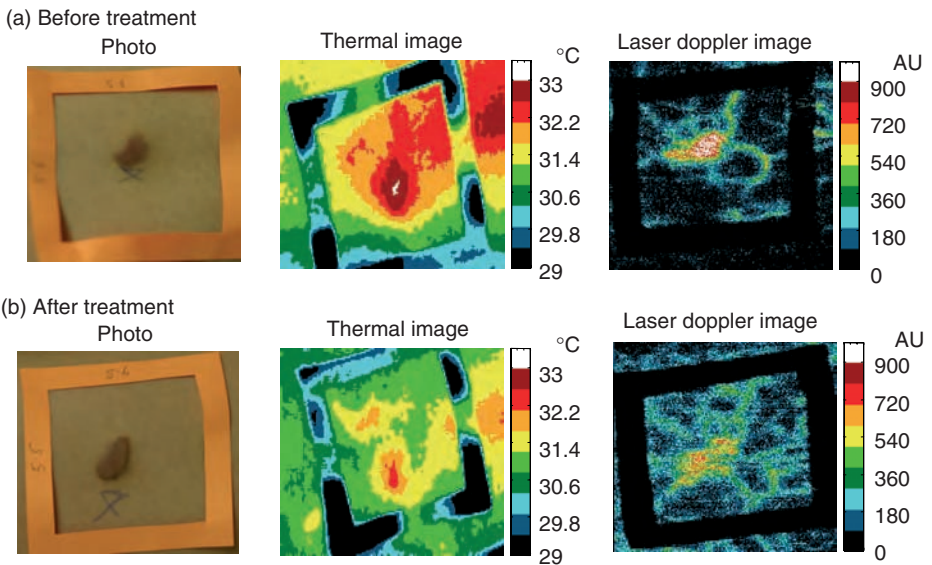 (a) Before treatment
Photo
Thermal image
Laser doppler image
°C
33
32.2
31.4
30.6
29.8
29
AU
900
720
540
360
180
0
(b) After treatment
Photo
Thermal image
Laser doppler image
°C
33
32.2
31.4
30.6
29.8
29
AU
900
720
540
360
180
0